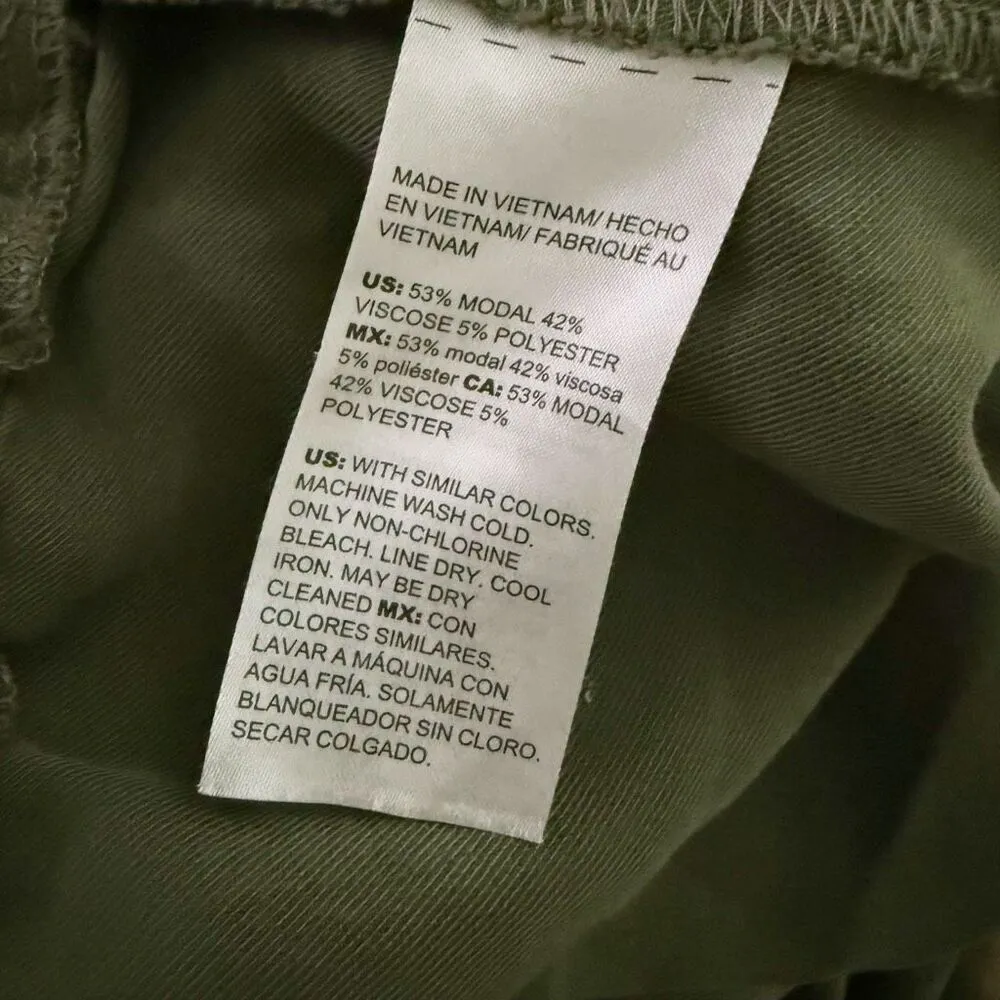 MADE IN VIETNAM/ HECHO
EN VIETNAM/ FABRIQUÉ AU
VIETNAM
US: 53% MODAL 42%
VISCOSE 5% POLYESTER
MX: 53% modal 42% viscosa
5% poliéster CA: 53% MODAL
42% VISCOSE 5%
POLYESTER
US: WITH SIMILAR COLORS.
MACHINE WASH COLD.
ONLY NON-CHLORINE
BLEACH. LINE DRY. COOL
IRON. MAY BE DRY
CLEANED MX: CON
COLORES SIMILARES.
LAVAR A MÁQUINA CON
AGUA FRÍA. SOLAMENTE
BLANQUEADOR SIN CLORO.
SECAR COLGADO.